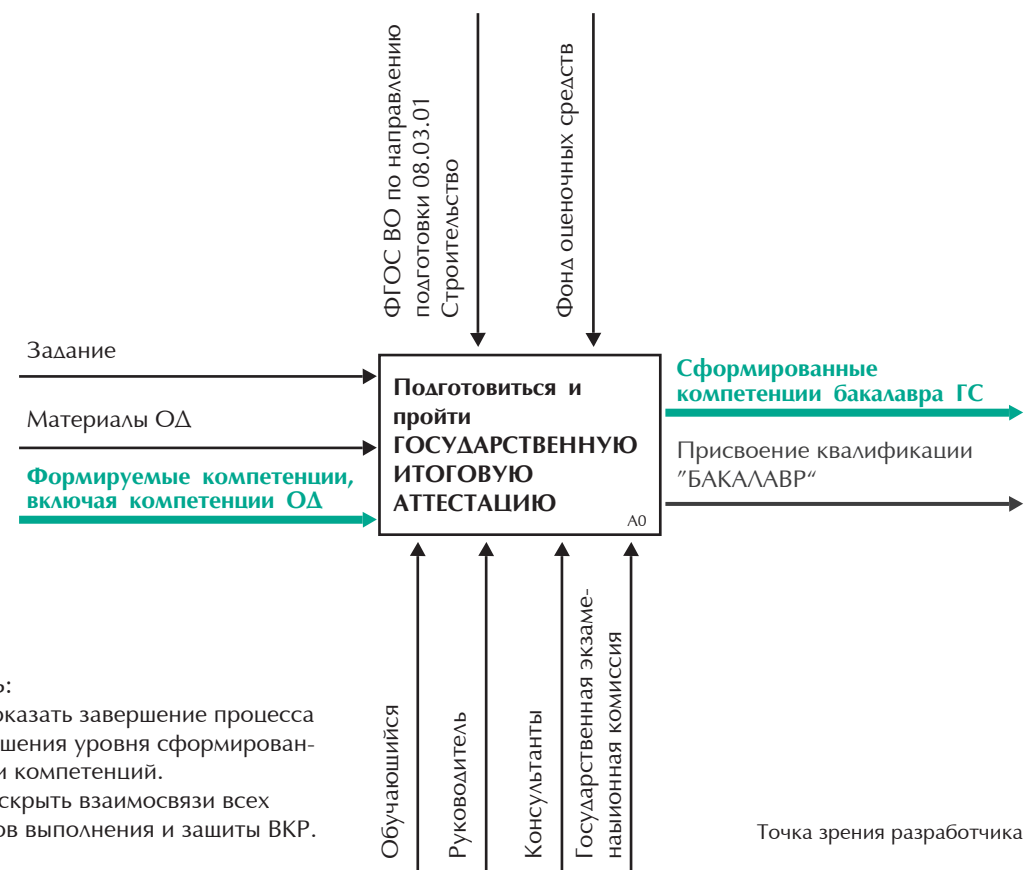 ФГОС ВО по направлению
подготовки 08.03.01
Строительство
Фонд оценочных средств
Задание
Материалы ОД
Формируемые компетенции,
включая компетенции ОД
Подготовиться и
пройти
ГОСУДАРСТВЕННУЮ
ИТОГОВУЮ
АТТЕСТАЦИЮ
А0
Сформированные
компетенции бакалавра ГС
Присвоение квалификации
"БАКАЛАВР“
Обучающийся
Руководитель
Консультанты
Государственная экзаме-
национная комиссия
ь:
оказать завершение процесса
шения уровня сформирован-
и компетенций.
скрыть взаимосвязи всех
ов выполнения и защиты ВКР.
Точка зрения разработчика